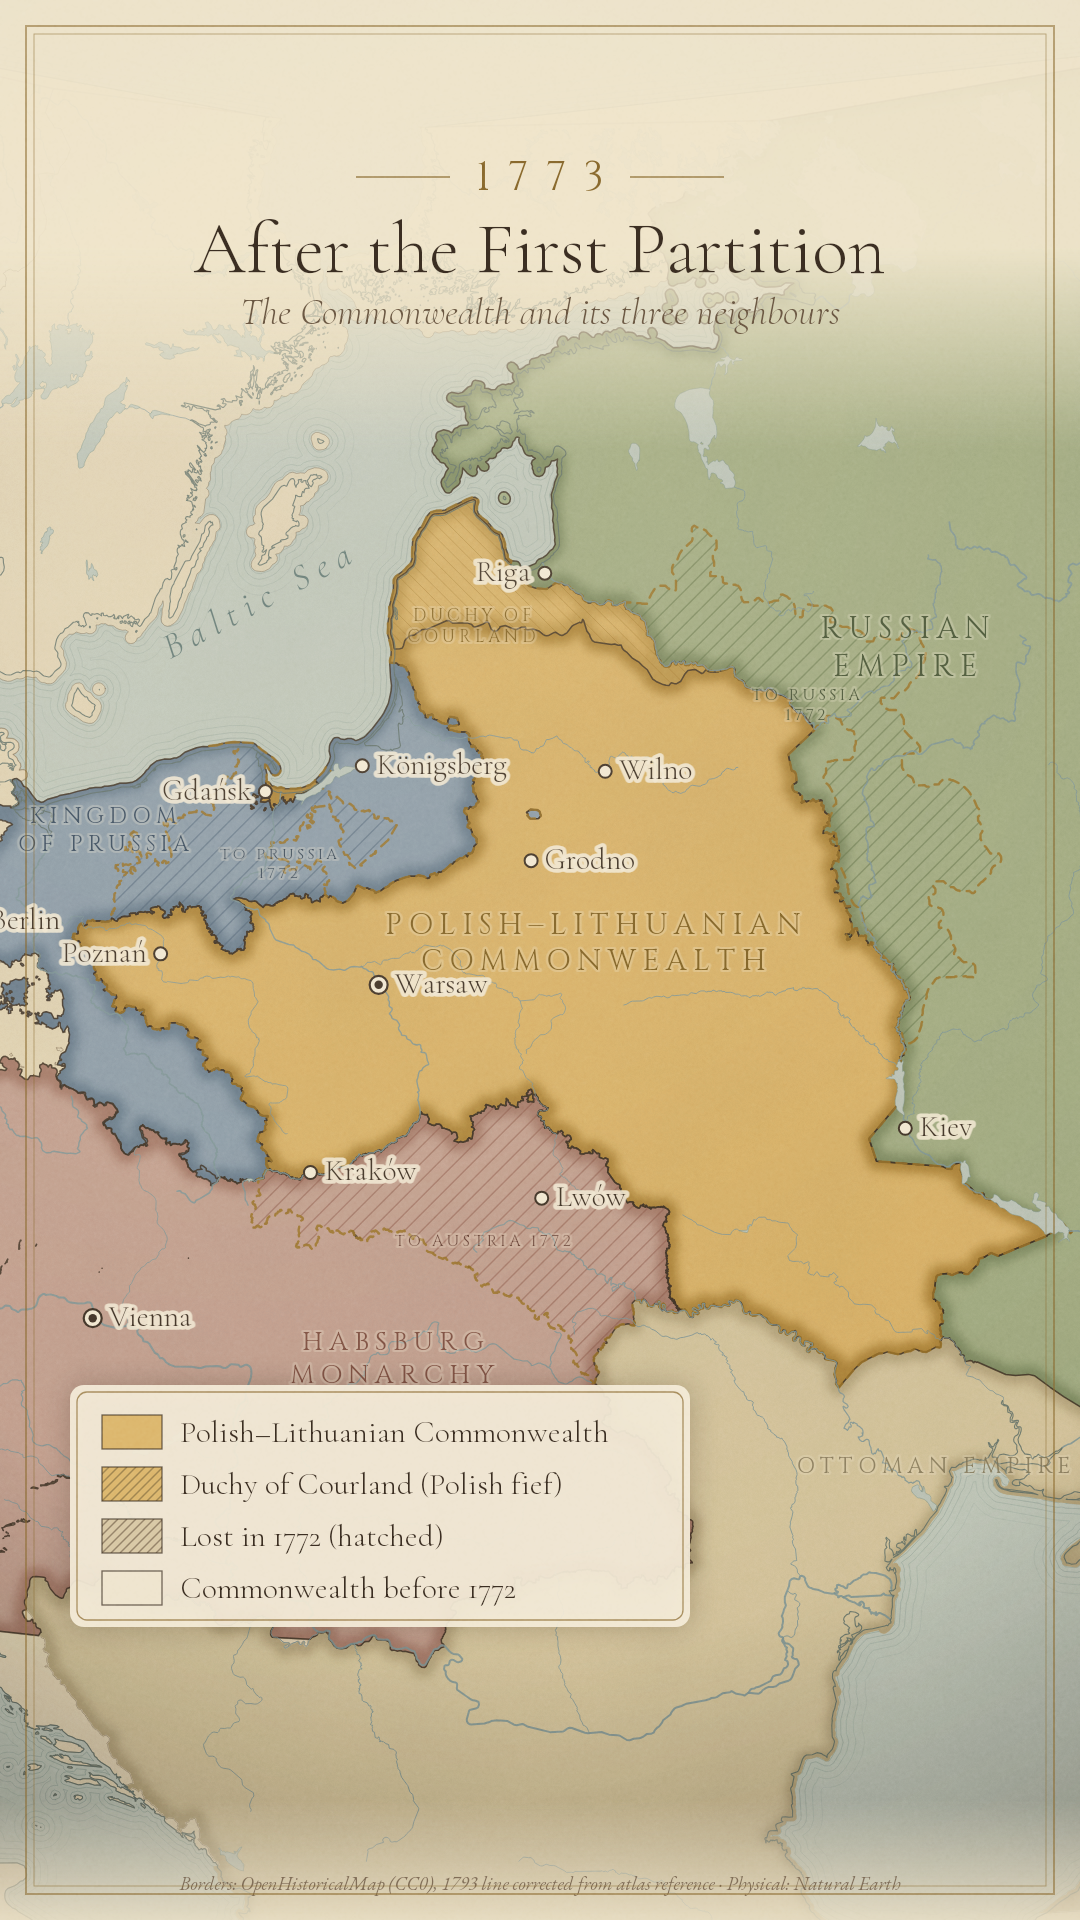 1773
After the First Partition
The Commonwealth and its three neighbours
Baltic Sea
Riga
DUCHY OF
COURLAND
RUSSIAN
EMPIRE
TO RUSSIA
1772
Königsberg
Wilno
Gdańsk
KINGDOM
OF PRUSSIA
TO PRUSSIA
1772
Grodno
Berlin
POLISH–LITHUANIAN
COMMONWEALTH
Poznań
Warsaw
Kiev
Kraków
Lwów
TO AUSTRIA 1772
Vienna
HABSBURG
MONARCHY
OTTOMAN EMPIRE
Polish–Lithuanian Commonwealth
Duchy of Courland (Polish fief)
Lost in 1772 (hatched)
Commonwealth before 1772
Borders: OpenHistoricalMap (CC0), 1793 line corrected from atlas reference · Physical: Natural Earth